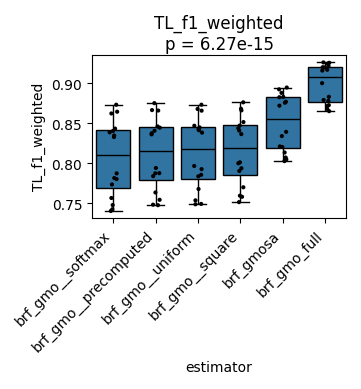 TL_f1_weighted
p = 6.27e-15
TL_f1_weighted
0.90
0.85
0.80
0.75
brf_gmo__softmax
brf_gmo__precomputed
brf_gmo__uniform
brf_gmo__square
brf_gmosa
brf_gmo_full
estimator